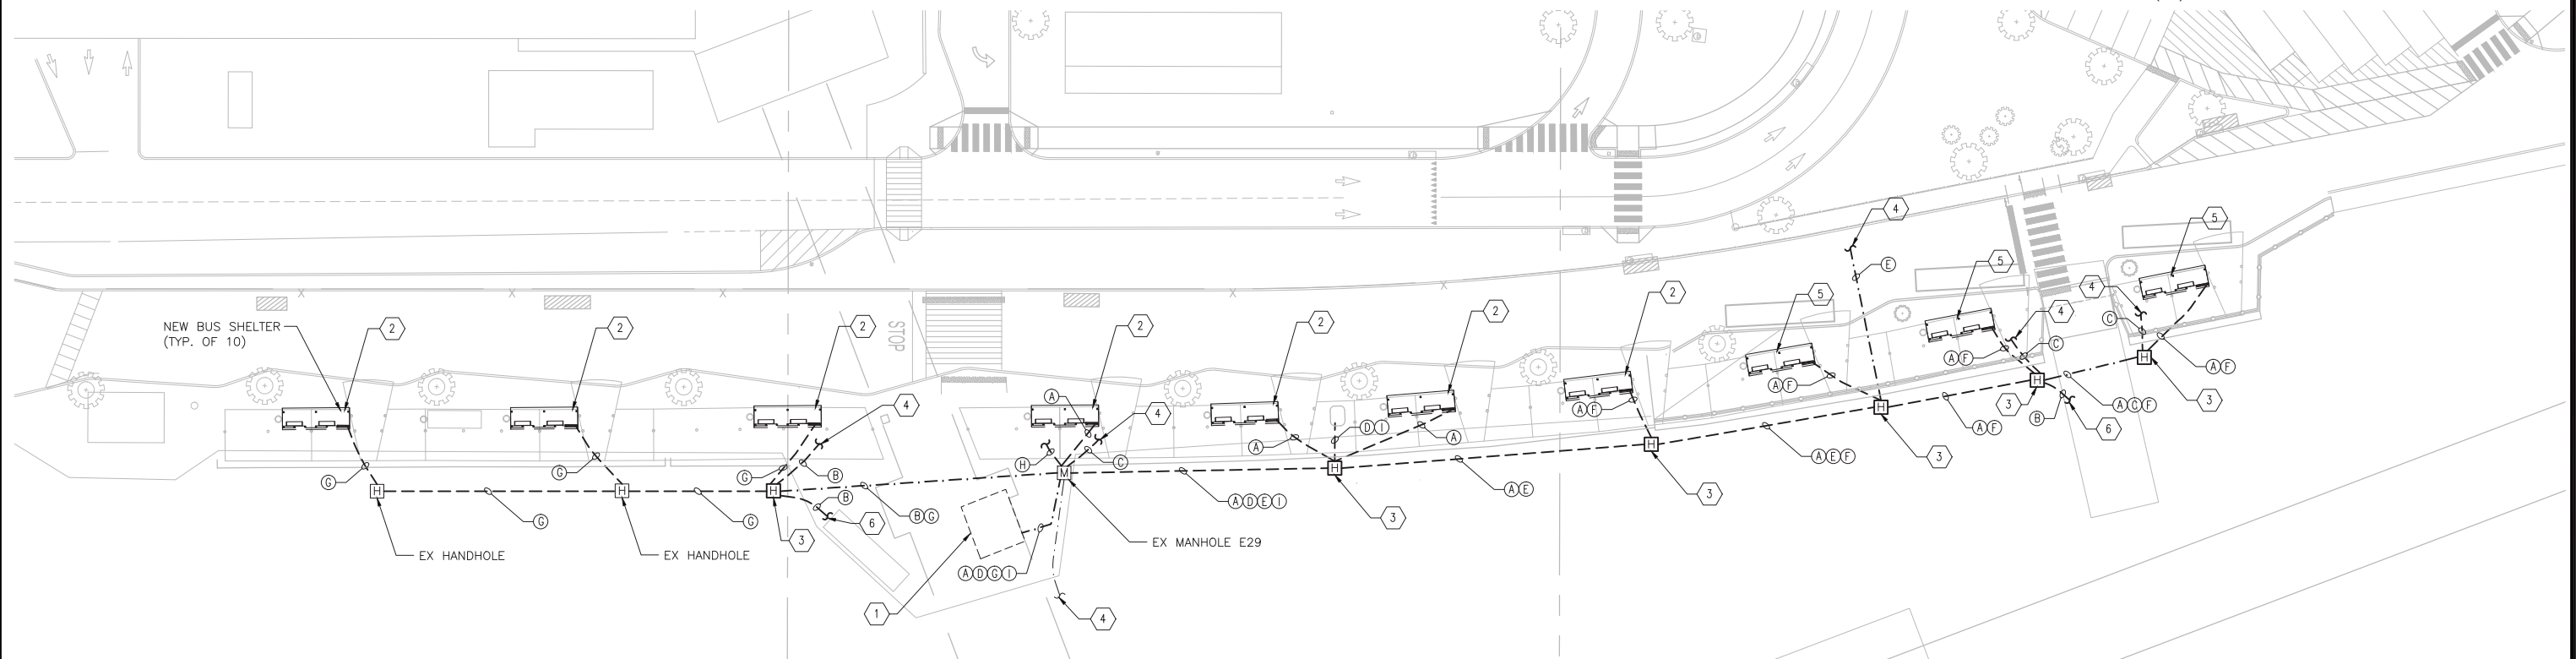 4
5
E
5
2
4
5
NEW BUS SHELTER
(TYP. OF 10)
2
2
2
STOP
2
2
2
4
C
C
AF
AF
AF
A
4
4
AF
ACF
3
3
B
6
AF
A
DI
A
H
C
G
G
G
B
B
3
AEF
3
AE
3
ADEI
BG
G
G
6
3
3
EX HANDHOLE
EX HANDHOLE
EX MANHOLE E29
ADGI
1
4
H
H
H
M
H
H
H
H
H